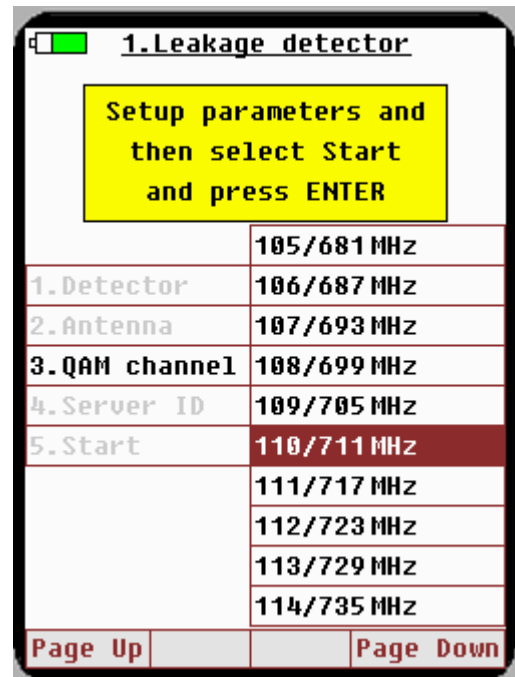 1.Leakage detector
Setup parameters and
then select Start
and press ENTER
105/681 MHz
1.Detector 106/687 MHz
2.Antenna 107/693 MHz
3.QAM channel 108/699 MHz
4.Server ID 109/705 MHz
5.Start 110/711 MHz
111/717 MHz
112/723 MHz
113/729 MHz
114/735 MHz
Page Up Page Down